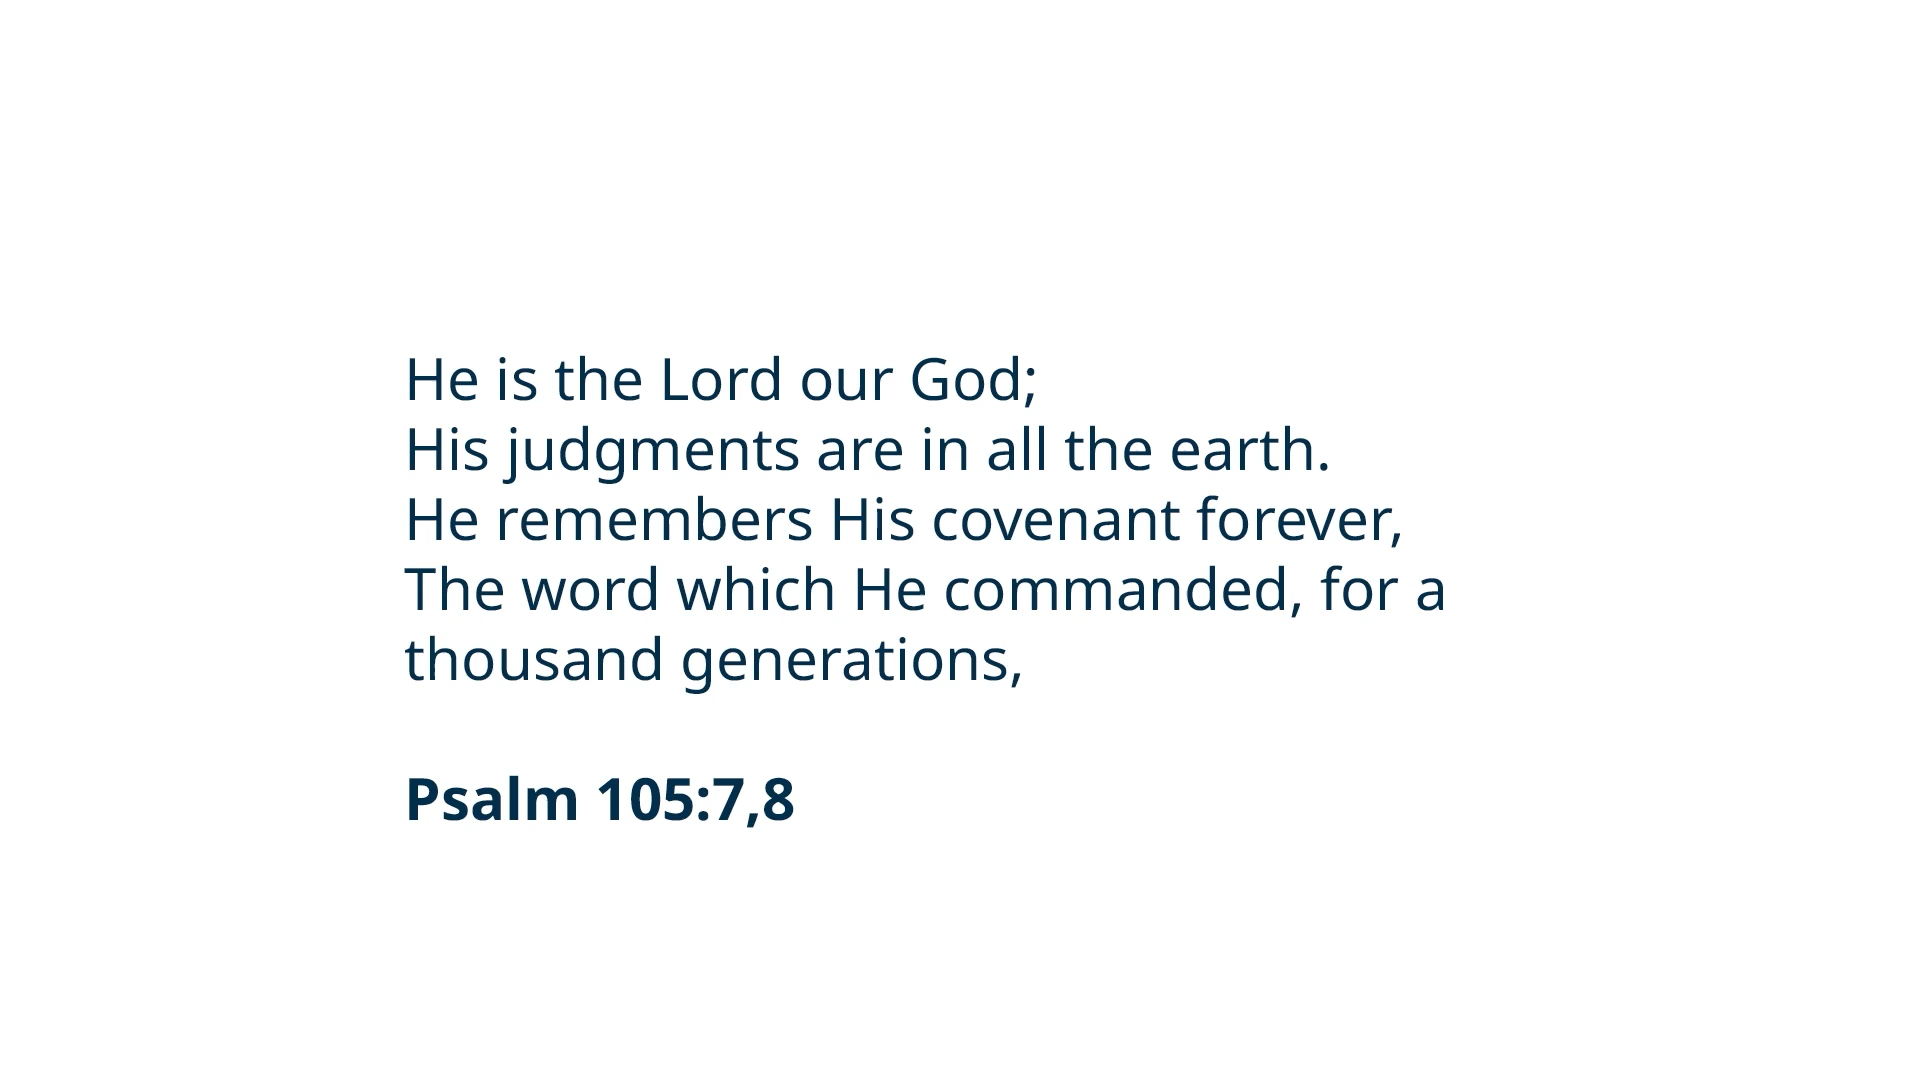 He is the Lord our God;
His judgments are in all the earth.
He remembers His covenant forever,
The word which He commanded, for a
thousand generations,
Psalm 105:7,8